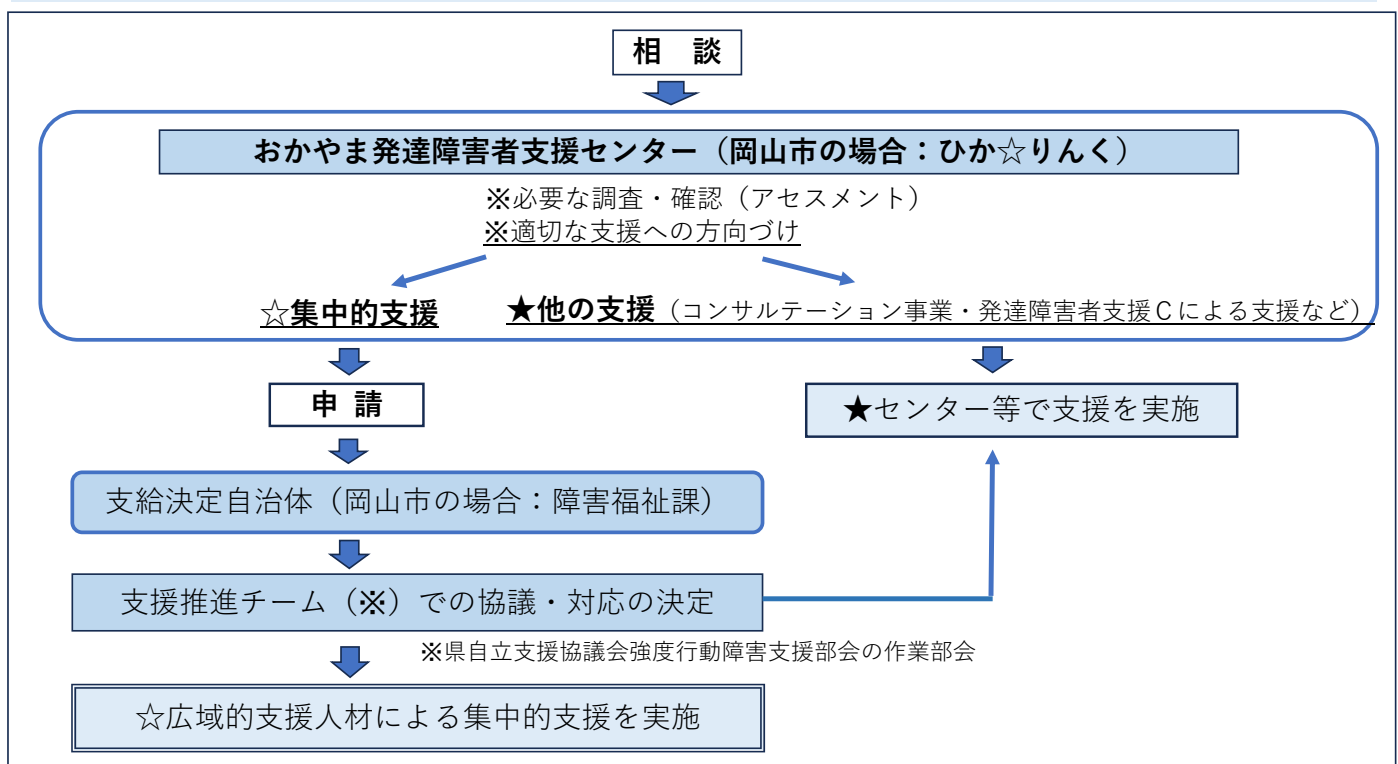 相　談
おかやま発達障害者支援センター（岡山市の場合：ひか☆りんく）
※必要な調査・確認（アセスメント）
※適切な支援への方向づけ
☆集中的支援
★他の支援（コンサルテーション事業・発達障害者支援Ｃによる支援など）
申 請
★センター等で支援を実施
支給決定自治体（岡山市の場合：障害福祉課）
支援推進チーム（※）での協議・対応の決定
※県自立支援協議会強度行動障害支援部会の作業部会
☆広域的支援人材による集中的支援を実施